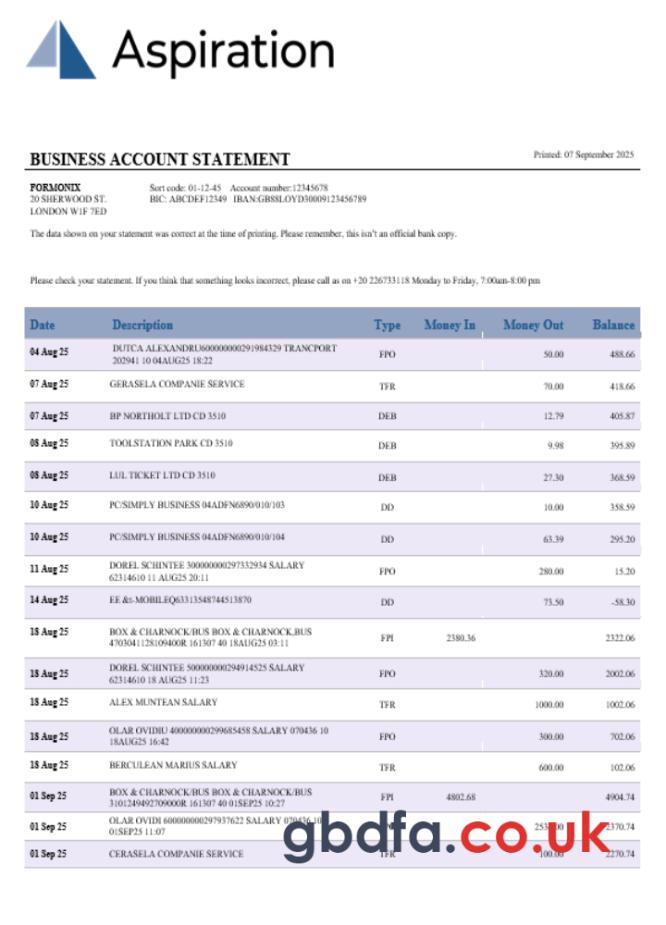 Aspiration
BUSINESS ACCOUNT STATEMENT
Printed: 07 September 2025
FORMONIX
Sort code: 01-12-45 Account number:12345678
20 SHERWOOD ST.
BIC: ABCDEF12349 IBAN:GB88LOYD30009123456789
LONDON W1F 7ED
The data shown on your statement was correct at the time of printing. Please remember, this isn't an official bank copy.
Please check your statement. If you think that something looks incorrect, please call as on +20 226733118 Monday to Friday, 7:00am-8:00 pm
Date Description Type Money In Money Out Balance
04 Aug 25 DUTCA ALEXANDRU600000000291984329 TRANCPORT FPO 50.00 488.66
202941 10 04AUG25 18:22
07 Aug 25 GERASELA COMPANIE SERVICE TFR 70.00 418.66
07 Aug 25 BP NORTHOLT LTD CD 3510 DEB 12.79 405.87
08 Aug 25 TOOLSTATION PARK CD 3510 DEB 9.98 395.89
08 Aug 25 LUL TICKET LTD CD 3510 DEB 27.30 368.59
10 Aug 25 PC/SIMPLY BUSINESS 04ADFN6890/010/103 DD 10.00 358.59
10 Aug 25 PC/SIMPLY BUSINESS 04ADFN6890/010/104 DD 63.39 295.20
11 Aug 25 DOREL SCHINTEE 300000000297332934 SALARY FPO 280.00 15.20
62314610 11 AUG25 20:11
14 Aug 25 EE &t-MOBILEQ63313548744513870 DD 73.50 -58.30
18 Aug 25 BOX & CHARNOCK/BUS BOX & CHARNOCK,BUS FPI 2380.36 2322.06
4703041128109400R 161307 40 18AUG25 03:11
18 Aug 25 DOREL SCHINTEE 500000000294914525 SALARY FPO 320.00 2002.06
62314610 18 AUG25 11:23
18 Aug 25 ALEX MUNTEAN SALARY TFR 1000.00 1002.06
18 Aug 25 OLAR OVIDIU 400000000299685458 SALARY 070436 10 FPO 300.00 702.06
18AUG25 16:42
18 Aug 25 BERCULEAN MARIUS SALARY TFR 600.00 102.06
01 Sep 25 BOX & CHARNOCK/BUS BOX & CHARNOCK/BUS FPI 4802.68 4904.74
3101249492709000R 161307 40 01SEP25 10:27
01 Sep 25 OLAR OVIDI 600000000297937622 SALARY 070436 10 2370.74
01SEP25 11:07
01 Sep 25 CERASELA COMPANIE SERVICE TFR 100.00 2270.74
gbdfa.co.uk